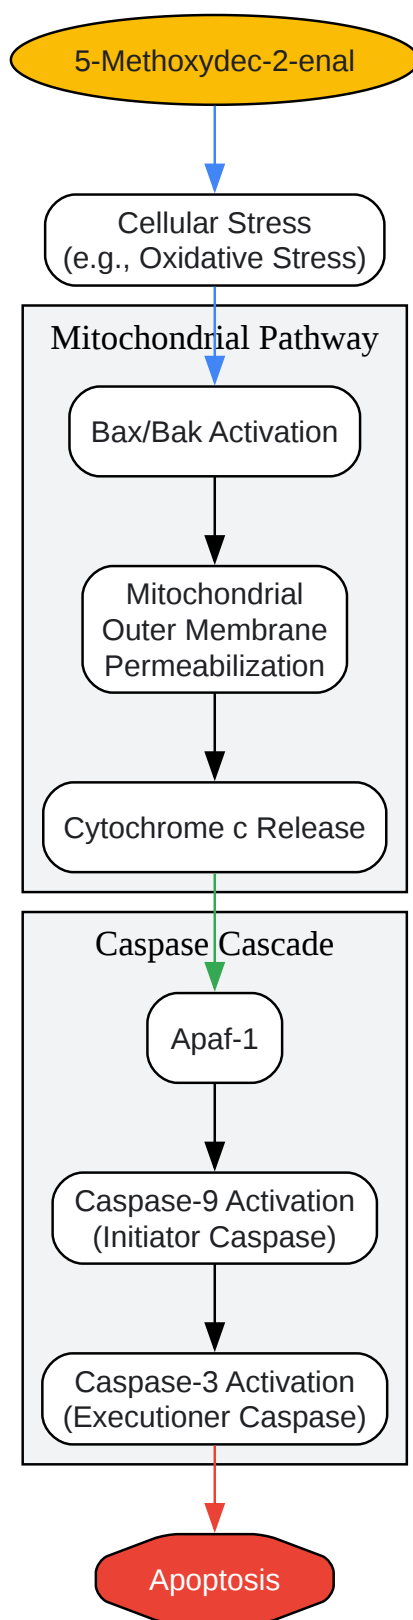 5-Methoxydec-2-enal
Cellular Stress
(e.g., Oxidative Stress)
Mitochondrial Pathway
Bax/Bak Activation
Mitochondrial
Outer Membrane
Permeabilization
Cytochrome c Release
Caspase Cascade
Apaf-1
Caspase-9 Activation
(Initiator Caspase)
Caspase-3 Activation
(Executioner Caspase)
Apoptosis